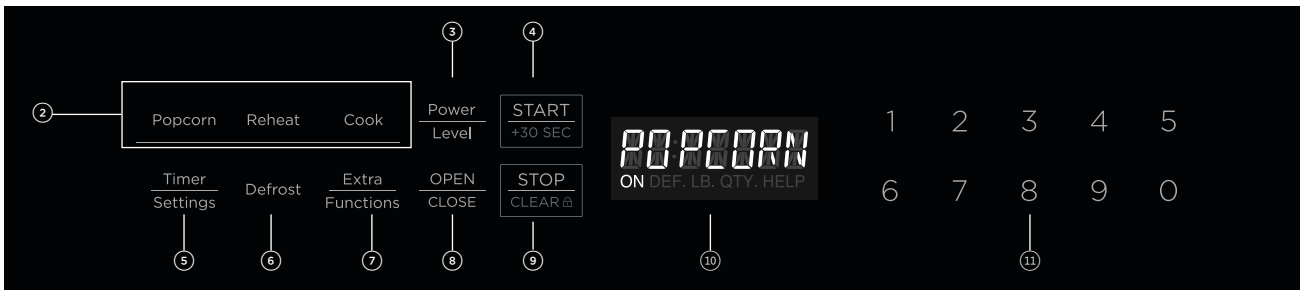 3 4
2
Popcorn Reheat Cook
Power
Level
START
+30 SEC
POPCORN
ON DEF. LB. QTY. HELP
1 2 3 4 5
6 7 8 9 0
Timer
Settings
Defrost
Extra
Functions
OPEN
CLOSE
STOP
CLEAR
5 6 7 8 9 10 11